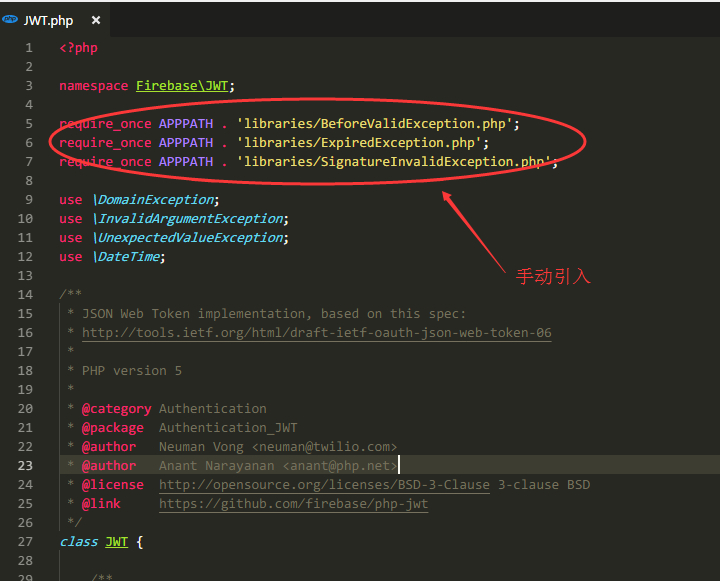 php JWT.php ×
1 <?php
2
3 namespace Firebase\JWT;
4
5 require_once APPPATH . 'libraries/BeforeValidException.php';
6 require_once APPPATH . 'libraries/ExpiredException.php';
7 require_once APPPATH . 'libraries/SignatureInvalidException.php';
8
9 use \DomainException;
10 use \InvalidArgumentException;
11 use \UnexpectedValueException;
12 use \DateTime;
13
手动引入
14 /**
15 * JSON Web Token implementation, based on this spec:
16 * http://tools.ietf.org/html/draft-ietf-oauth-json-web-token-06
17 *
18 * PHP version 5
19 *
20 * @category Authentication
21 * @package Authentication_JWT
22 * @author Neuman Vong <neuman@twilio.com>
23 * @author Anant Narayanan <anant@php.net>
24 * @license http://opensource.org/licenses/BSD-3-Clause 3-clause BSD
25 * @link https://github.com/firebase/php-jwt
26 */
27 class JWT {
28
29 /**